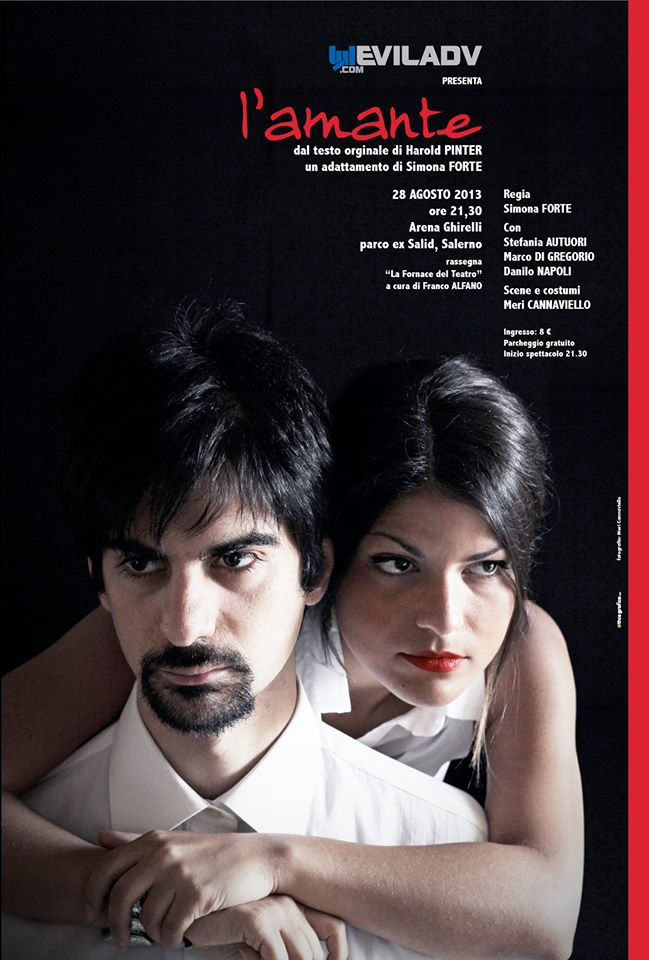 EVILADV
.COM
PRESENTA
l'amante
dal testo orginale di Harold PINTER
un adattamento di Simona FORTE
28 AGOSTO 2013
ore 21,30
Arena Ghirelli
parco ex Salid, Salerno
rassegna
“La Fornace del Teatro”
a cura di Franco ALFANO
Regia
Simona FORTE
Con
Stefania AUTUORI
Marco DI GREGORIO
Danilo NAPOLI
Scene e costumi
Meri CANNAVIELLO
Ingresso: 8 €
Parcheggio gratuito
Inizio spettacolo 21.30
fotografia: Meri Cannaviello